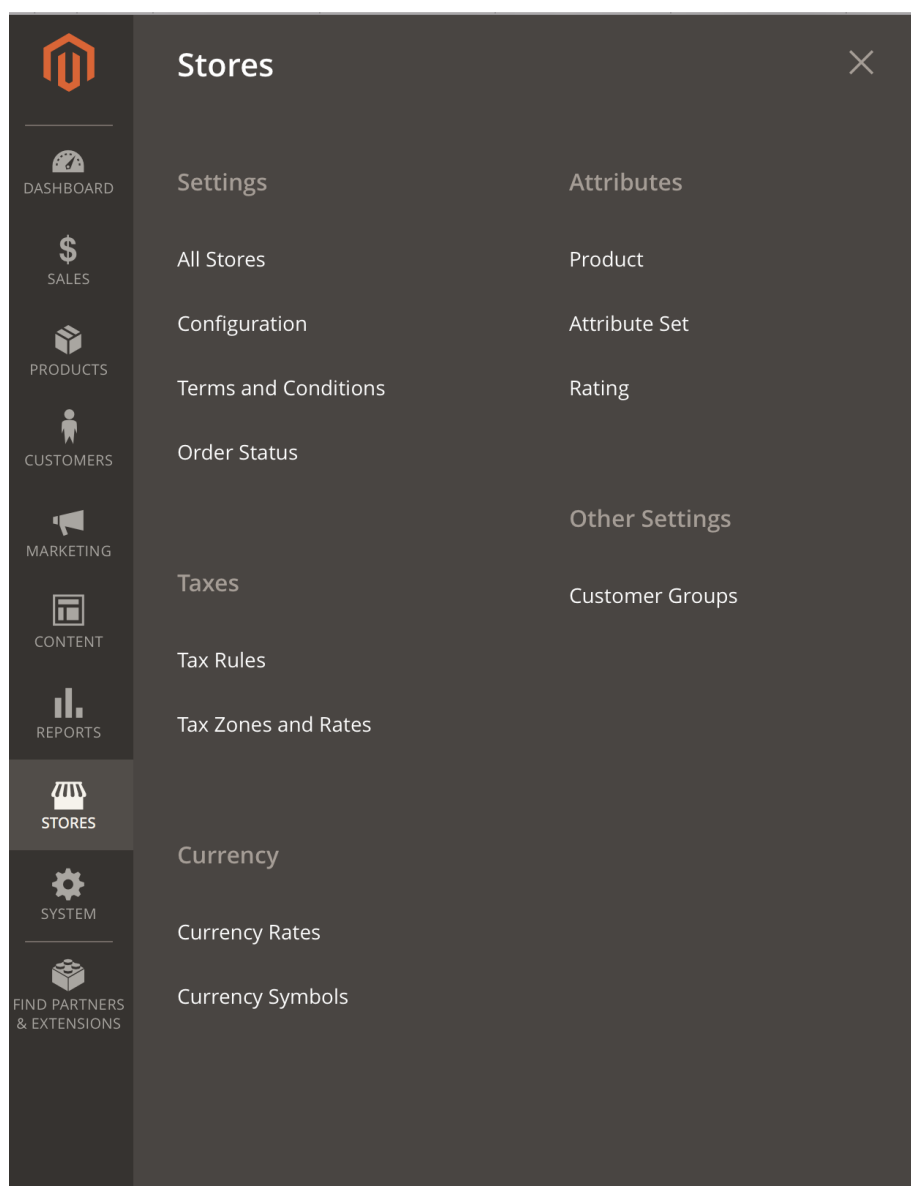 Stores
DASHBOARD
SALES
PRODUCTS
CUSTOMERS
MARKETING
CONTENT
REPORTS
STORES
SYSTEM
FIND PARTNERS
& EXTENSIONS
Settings
All Stores
Configuration
Terms and Conditions
Order Status
Taxes
Tax Rules
Tax Zones and Rates
Currency
Currency Rates
Currency Symbols
Attributes
Product
Attribute Set
Rating
Other Settings
Customer Groups